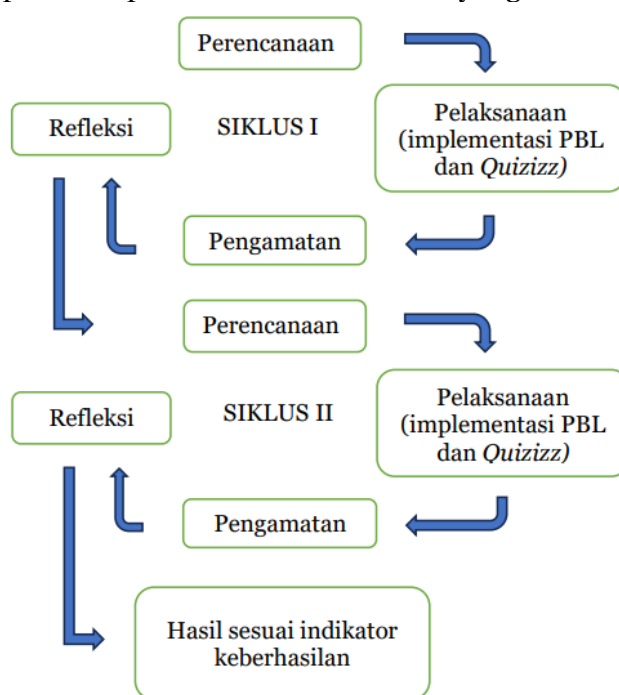 Perencanaan
Refleksi
SIKLUS I
Pelaksanaan
(implementasi PBL
dan Quizizz)
Pengamatan
Perencanaan
Refleksi
SIKLUS II
Pelaksanaan
(implementasi PBL
dan Quizizz)
Pengamatan
Hasil sesuai indikator
keberhasilan